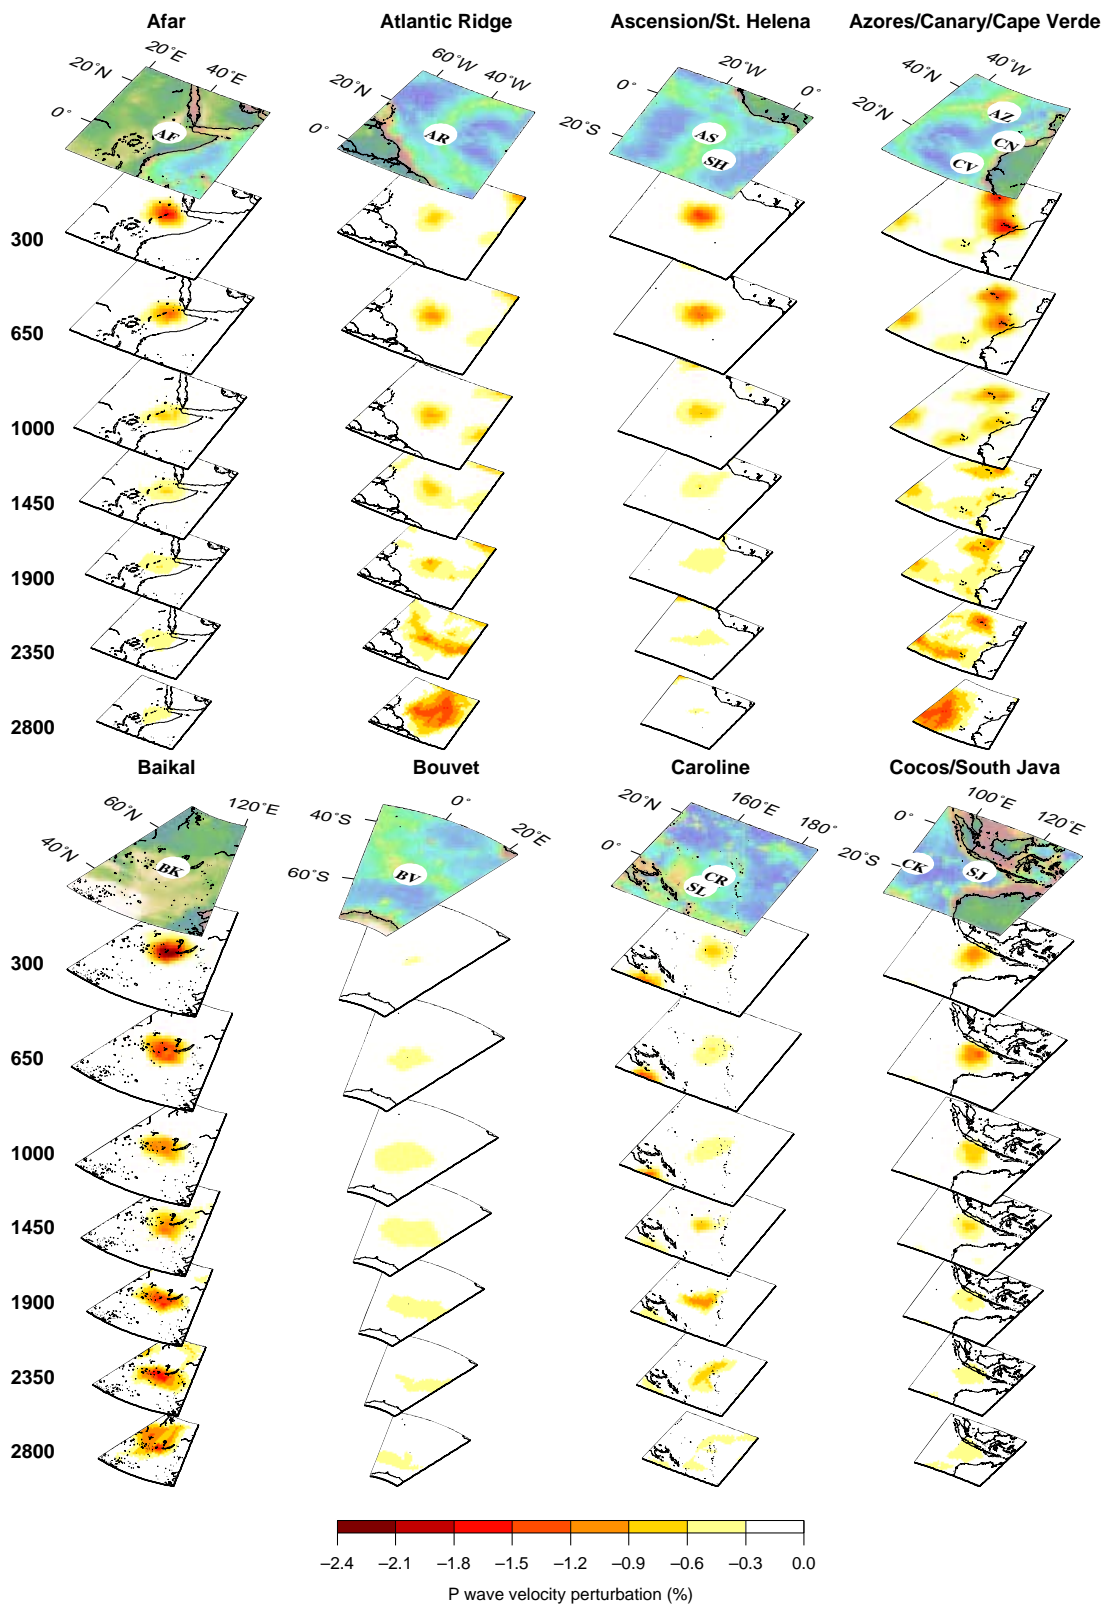 Afar
Atlantic Ridge
Ascension/St. Helena
Azores/Canary/Cape Verde
20˚E
40˚E
20˚N
0˚
AF
60˚W
40˚W
20˚N
0˚
AR
20˚W
0˚
0˚
20˚S
AS
SH
40˚W
40˚N
20˚N
AZ
CN
CV
300
650
1000
1450
1900
2350
2800
Baikal
Bouvet
Caroline
Cocos/South Java
60˚N
120˚E
40˚N
BK
0˚
40˚S
20˚E
60˚S
BV
20˚N
160˚E
180˚
0˚
CR
SL
100˚E
120˚E
0˚
20˚S
CK
SJ
300
650
1000
1450
1900
2350
2800
−2.4 −2.1 −1.8 −1.5 −1.2 −0.9 −0.6 −0.3 0.0
P wave velocity perturbation (%)